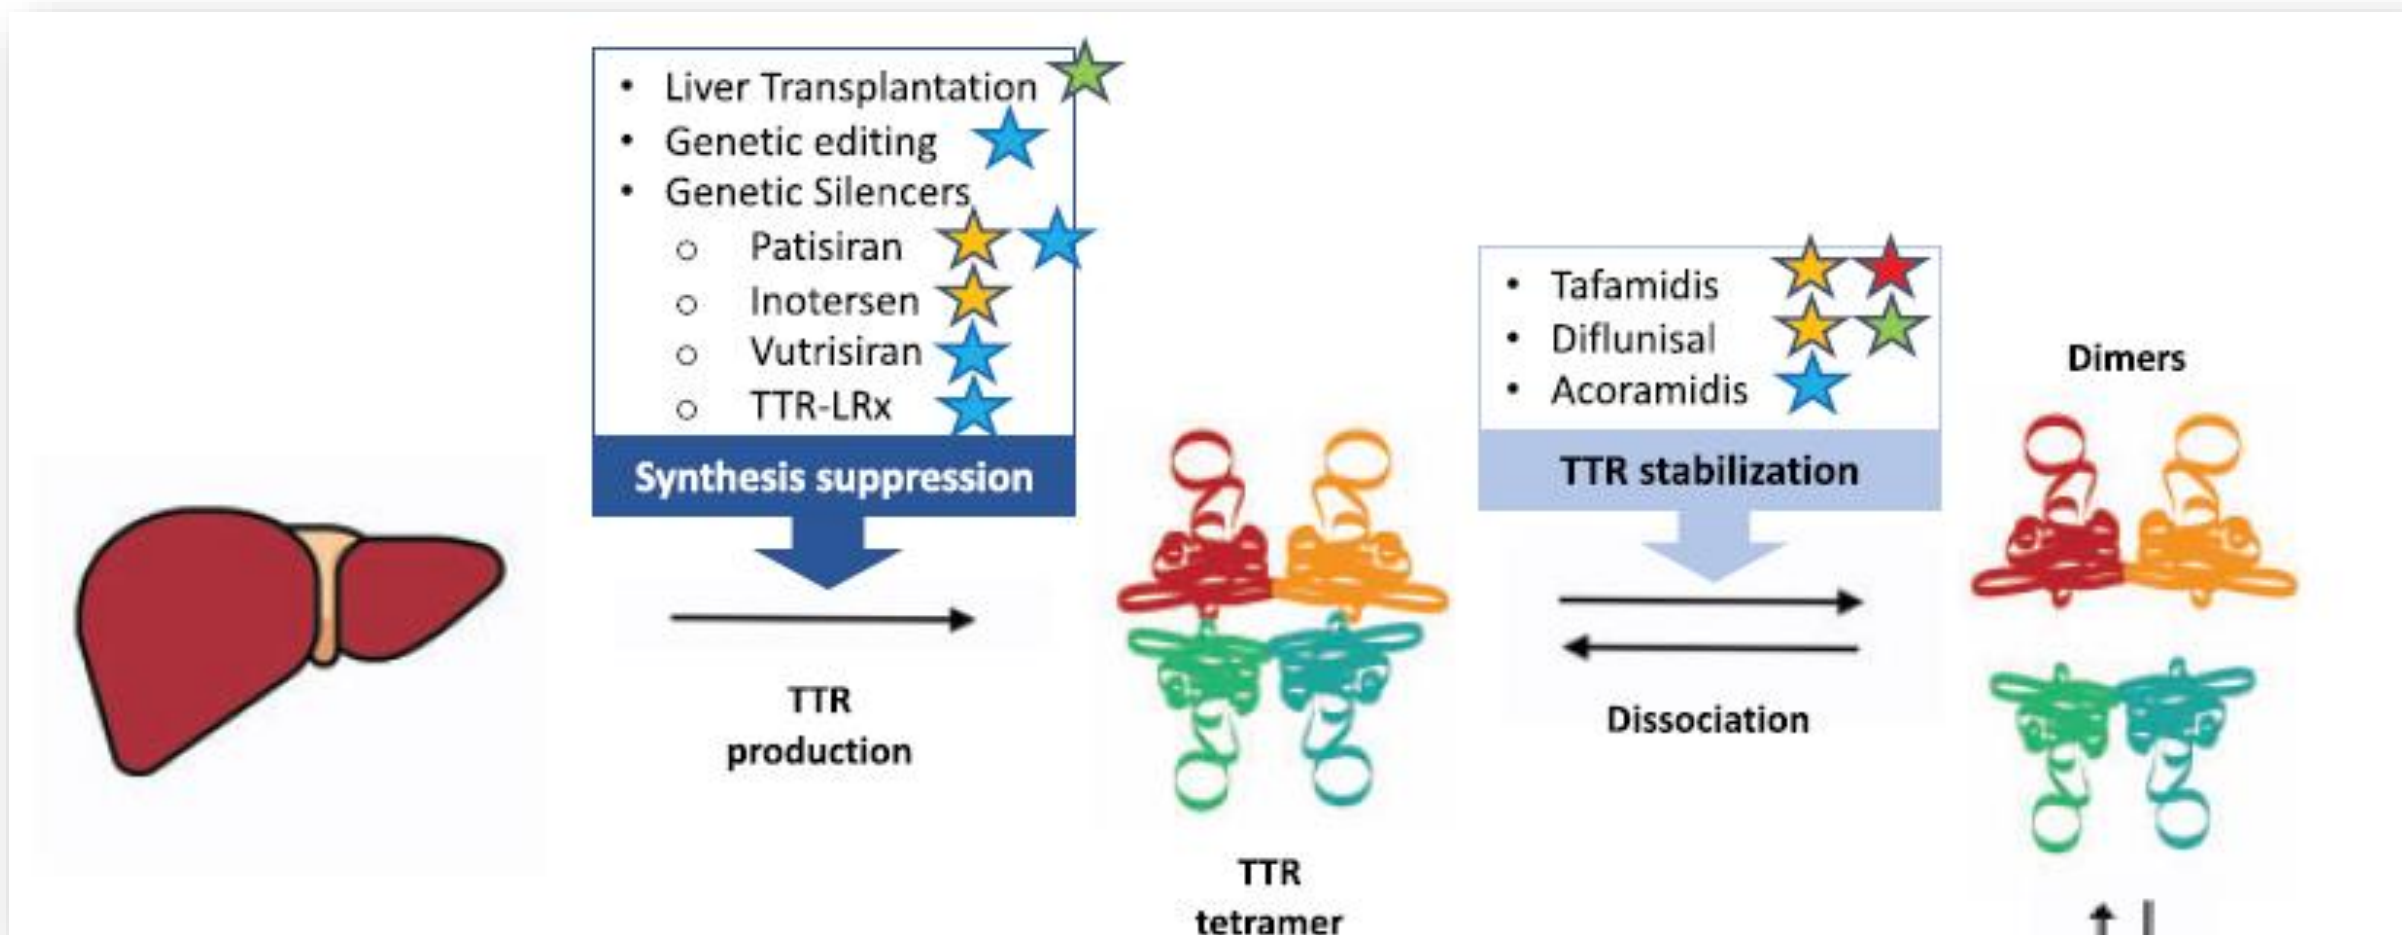 • Liver Transplantation
• Genetic editing
• Genetic Silencers
o Patisiran
o Inotersen
o Vutrisiran
o TTR-LRx
Synthesis suppression
TTR
production
TTR
tetramer
• Tafamidis
• Diflunisal
• Acoramidis
TTR stabilization
Dissociation
Dimers